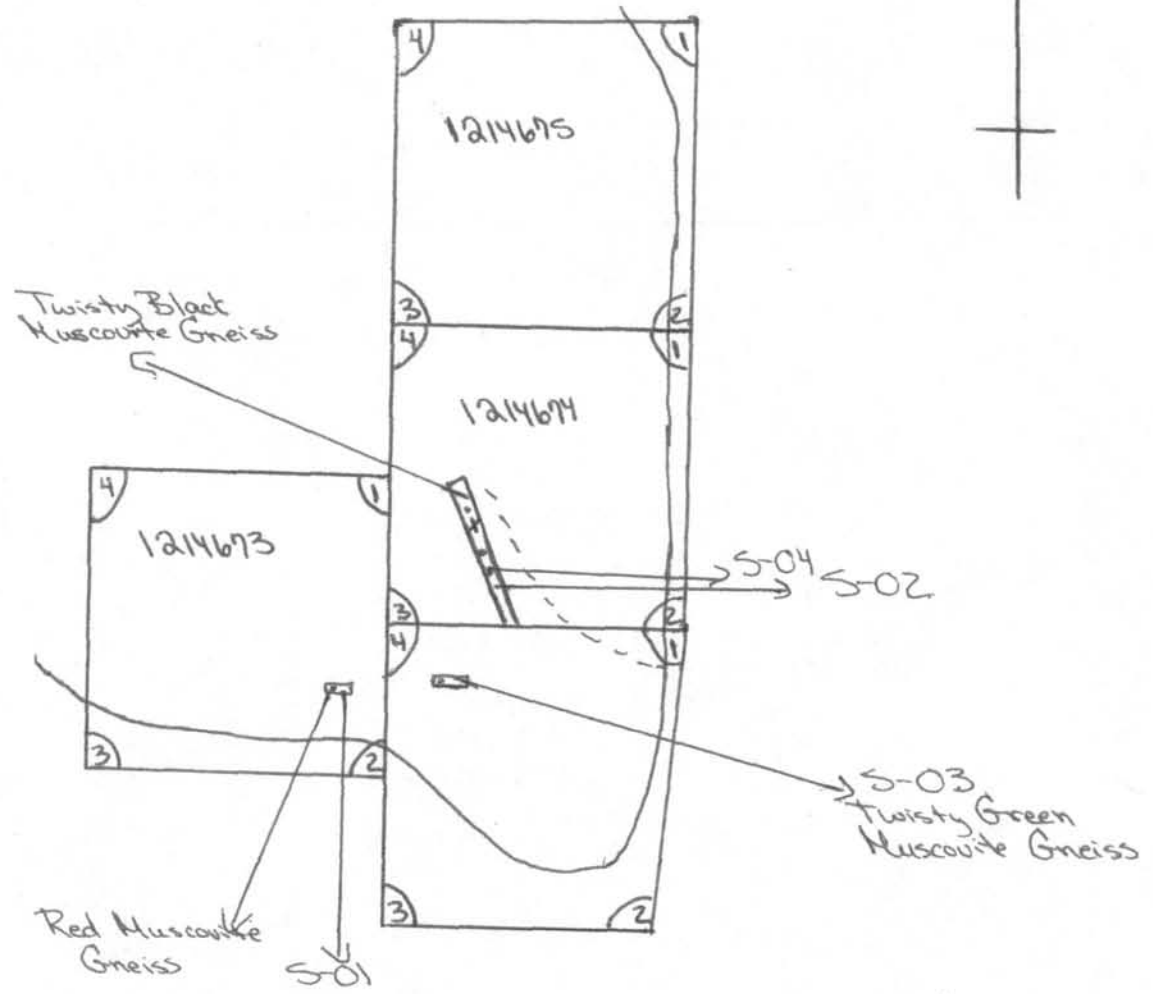 4
1
1214675
3
2
4
1
Twisty Black
Muscovite Gneiss
1214674
4
1
1214673
S-04
S-02
3
2
4
1
3
2
S-03
Twisty Green
Muscovite Gneiss
3
2
Red Muscovite
Gneiss
S-01